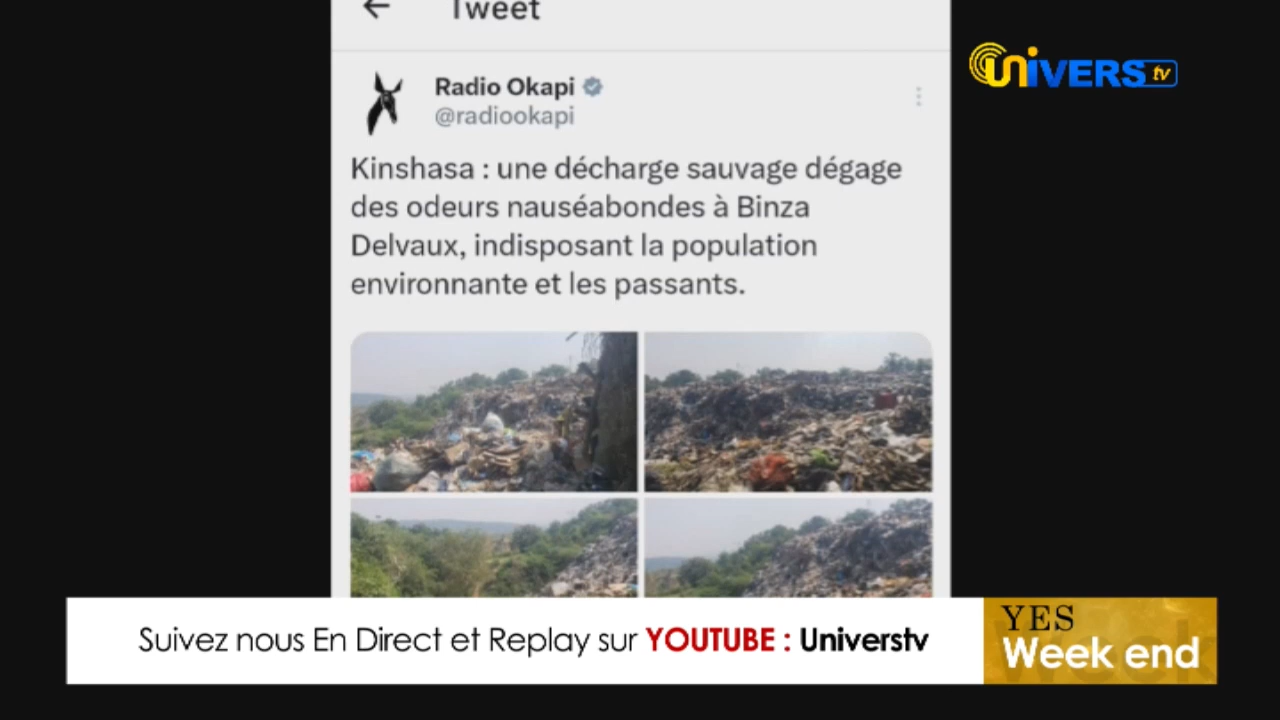 Tweet
UNIVERS tv
Radio Okapi
@radiookapi
Kinshasa : une décharge sauvage dégage
des odeurs nauséabondes à Binza
Delvaux, indisposant la population
environnante et les passants.
Suivez nous En Direct et Replay sur YOUTUBE : Universtv
YES
Week end